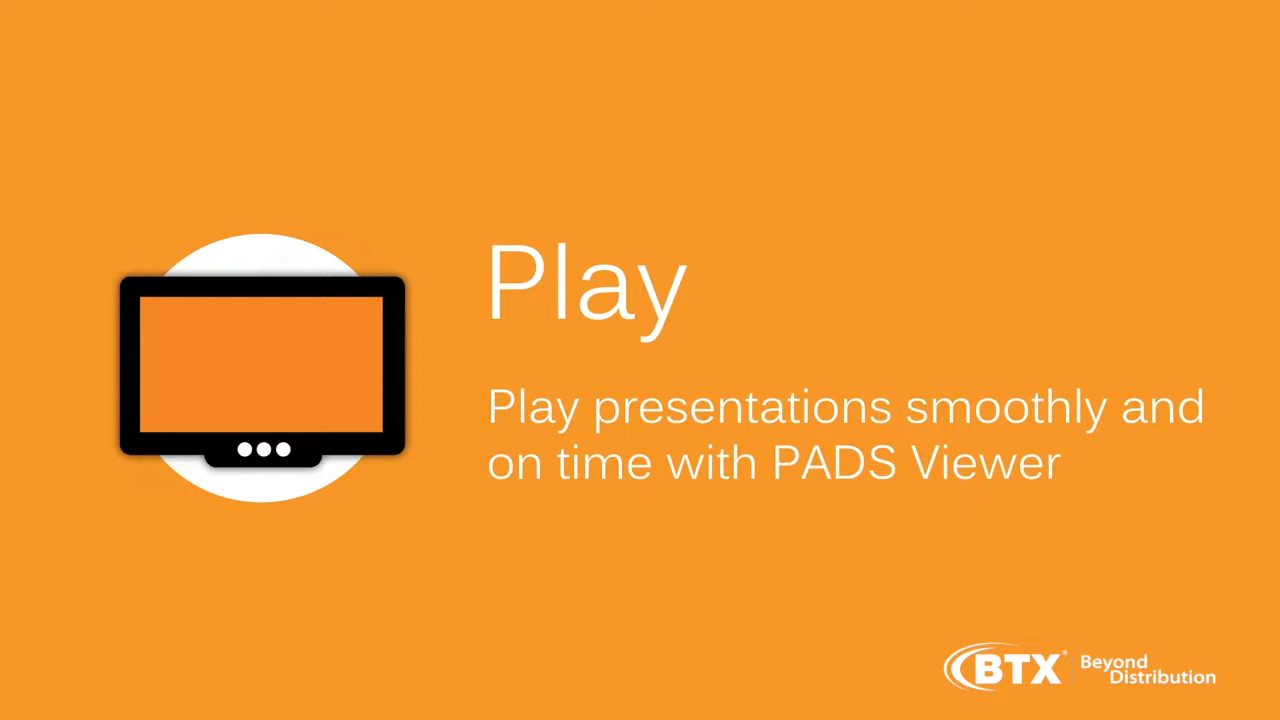 Play
Play presentations smoothly and
on time with PADS Viewer
BTX®
Beyond
Distribution